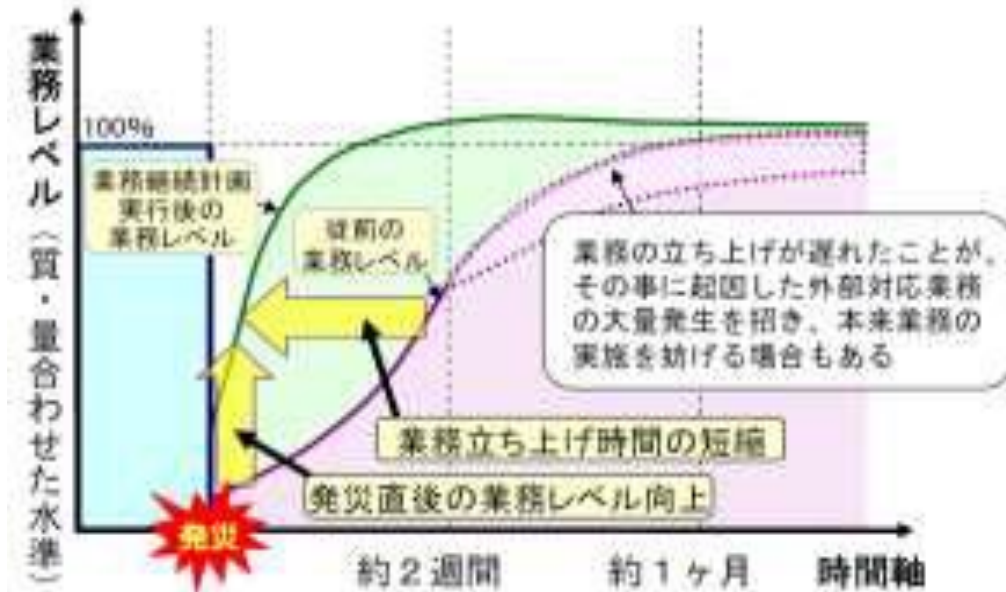 業務レベル（質・量合わせた水準）
100%
業務継続計画
実行後の
業務レベル
従前の
業務レベル
業務の立ち上げが遅れたことが、
その事に起因した外部対応業務
の大量発生を招き、本来業務の
実施を妨げる場合もある
業務立ち上げ時間の短縮
発災直後の業務レベル向上
発災
約２週間
約１ヶ月
時間軸